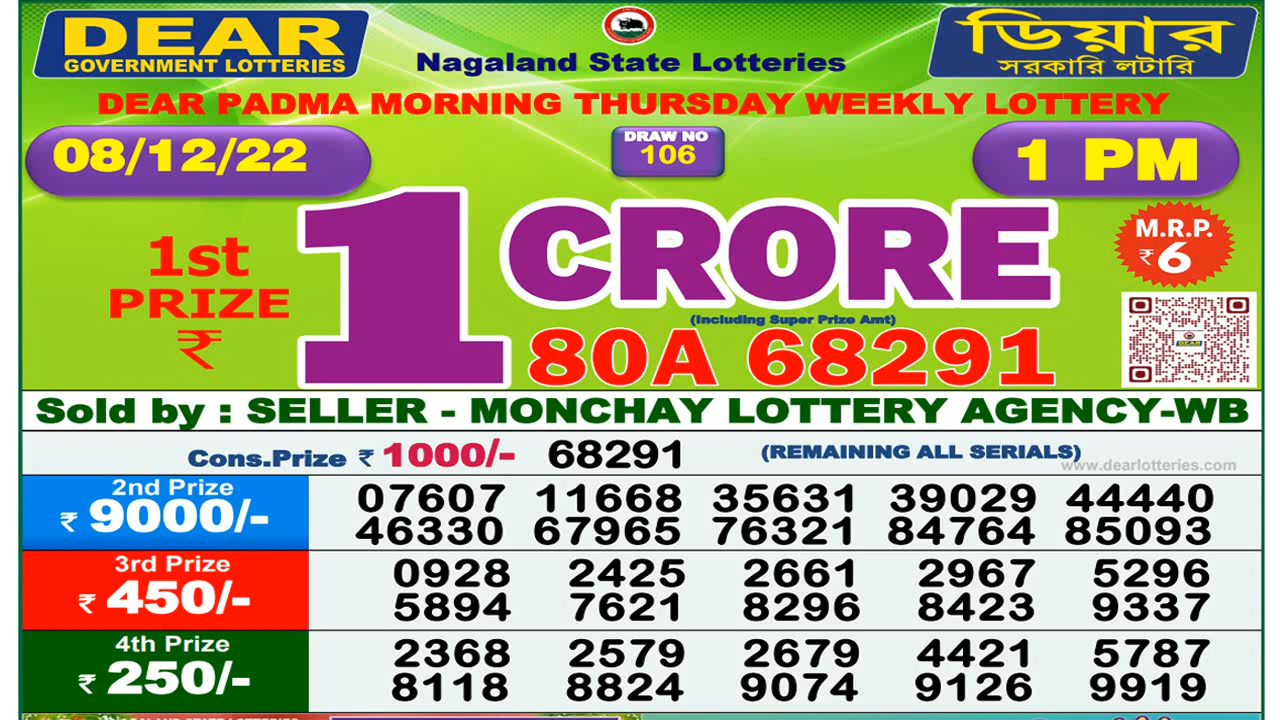 DEAR
GOVERNMENT LOTTERIES
Nagaland State Lotteries
ডিয়ার
সরকারি লটারি
DEAR PADMA MORNING THURSDAY WEEKLY LOTTERY
08/12/22
DRAW NO
106
1 PM
1st
PRIZE
₹
1 CRORE
(Including Super Prize Amt)
80A 68291
M.R.P.
₹ 6
DEAR
Sold by : SELLER - MONCHAY LOTTERY AGENCY-WB
Cons.Prize ₹ 1000/- 68291 (REMAINING ALL SERIALS)
www.dearlotteries.com
2nd Prize
₹ 9000/-
07607 11668 35631 39029 44440
46330 67965 76321 84764 85093
3rd Prize
₹ 450/-
0928 2425 2661 2967 5296
5894 7621 8296 8423 9337
4th Prize
₹ 250/-
2368 2579 2679 4421 5787
8118 8824 9074 9126 9919